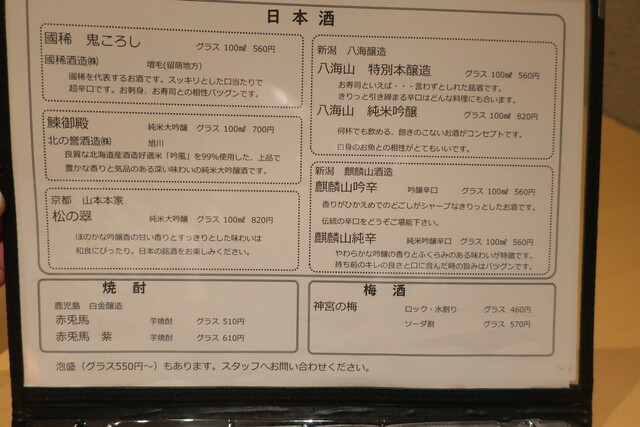 日本酒
國稀 鬼ころし グラス 100㎖ 560円
國稀酒造㈱ 増毛(留萌地方)
國稀を代表するお酒です。スッキリとした口当たりで
超辛口です。お刺身、お寿司との相性バツグンです。
鰊御殿 純米大吟醸 グラス 100㎖ 700円
北の誉酒造㈱ 旭川
良質な北海道産酒造好適米「吟風」を99%使用した、上品で
豊かな香りと気品のある深い味わいの純米大吟醸酒です。
京都 山本本家
松の翠 純米大吟醸 グラス 100㎖ 820円
ほのかな吟醸香の甘い香りとすっきりとした味わいは
和食にぴったり。日本の銘酒をお楽しみください。
新潟 八海醸造
八海山 特別本醸造 グラス 100㎖ 560円
お寿司といえば・・・言わずとしれた銘酒です。
きりっと引き締まる辛口はどんな料理にも合います。
八海山 純米吟醸 グラス 100㎖ 820円
何杯でも飲める、飽きのこないお酒がコンセプトです。
白身のお魚との相性がとてもいいです。
新潟 麒麟山酒造
麒麟山吟辛 吟醸辛口 グラス 100㎖ 560円
香りがひかえめでのどごしがシャープなきりっとしたお酒です。
伝統の辛口をどうぞご堪能下さい。
麒麟山純辛 純米吟醸辛口 グラス 100㎖ 560円
やわらかな吟醸の香りとふくらみのある味わいが特徴です。
持ち前のキレの良さと口に含んだ時の旨みはバツグンです。
焼酎
鹿児島 白金醸造
赤兎馬 芋焼酎 グラス 510円
赤兎馬 紫 芋焼酎 グラス 610円
梅酒
神宮の梅 ロック・水割り グラス 460円
ソーダ割 グラス 570円
泡盛(グラス550円~)もあります。スタッフへお問い合わせください。